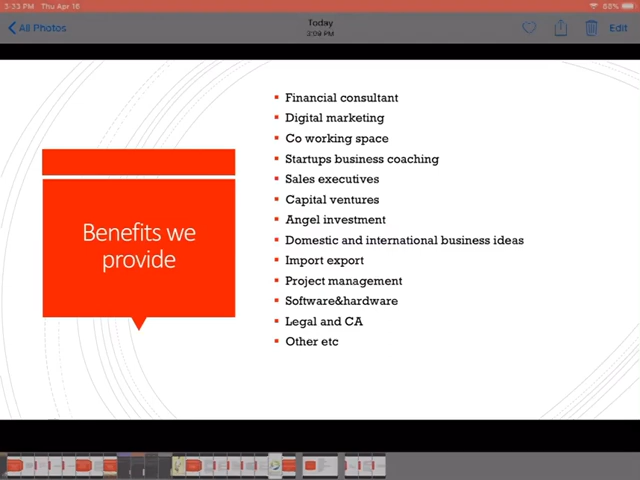 3:33 PM Thu Apr 16
All Photos
Today
3:09 PM
Edit
Benefits we
provide
Financial consultant
Digital marketing
Co working space
Startups business coaching
Sales executives
Capital ventures
Angel investment
Domestic and international business ideas
Import export
Project management
Software&hardware
Legal and CA
Other etc